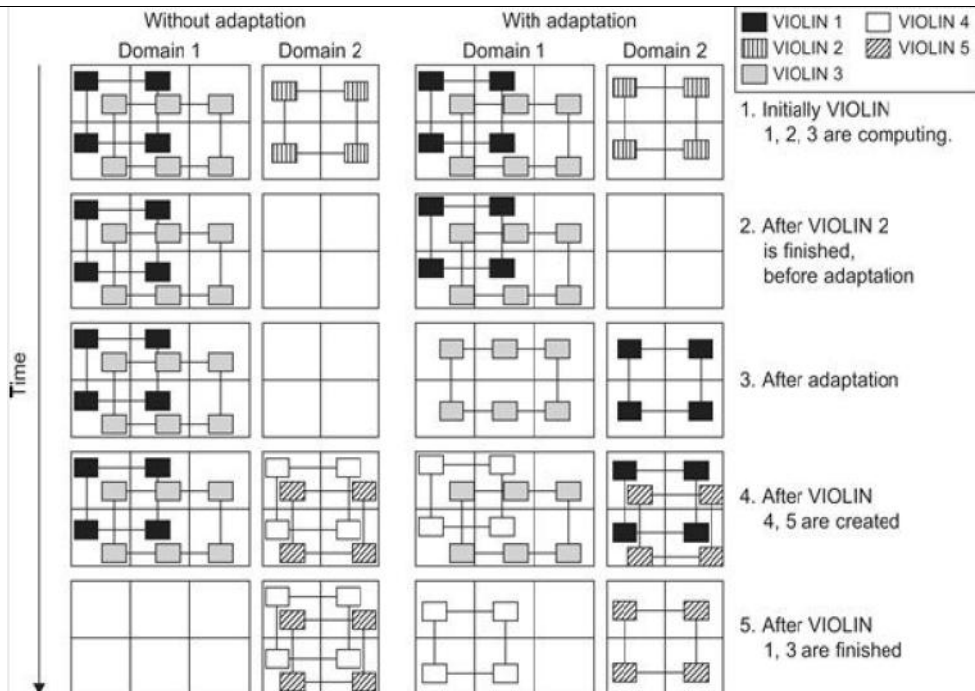 Without adaptation
With adaptation
Domain 1
Domain 2
Domain 1
Domain 2
VIOLIN 1
VIOLIN 4
VIOLIN 2
VIOLIN 5
VIOLIN 3
Time
1. Initially VIOLIN
1, 2, 3 are computing.
2. After VIOLIN 2
is finished,
before adaptation
3. After adaptation
4. After VIOLIN
4, 5 are created
5. After VIOLIN
1, 3 are finished